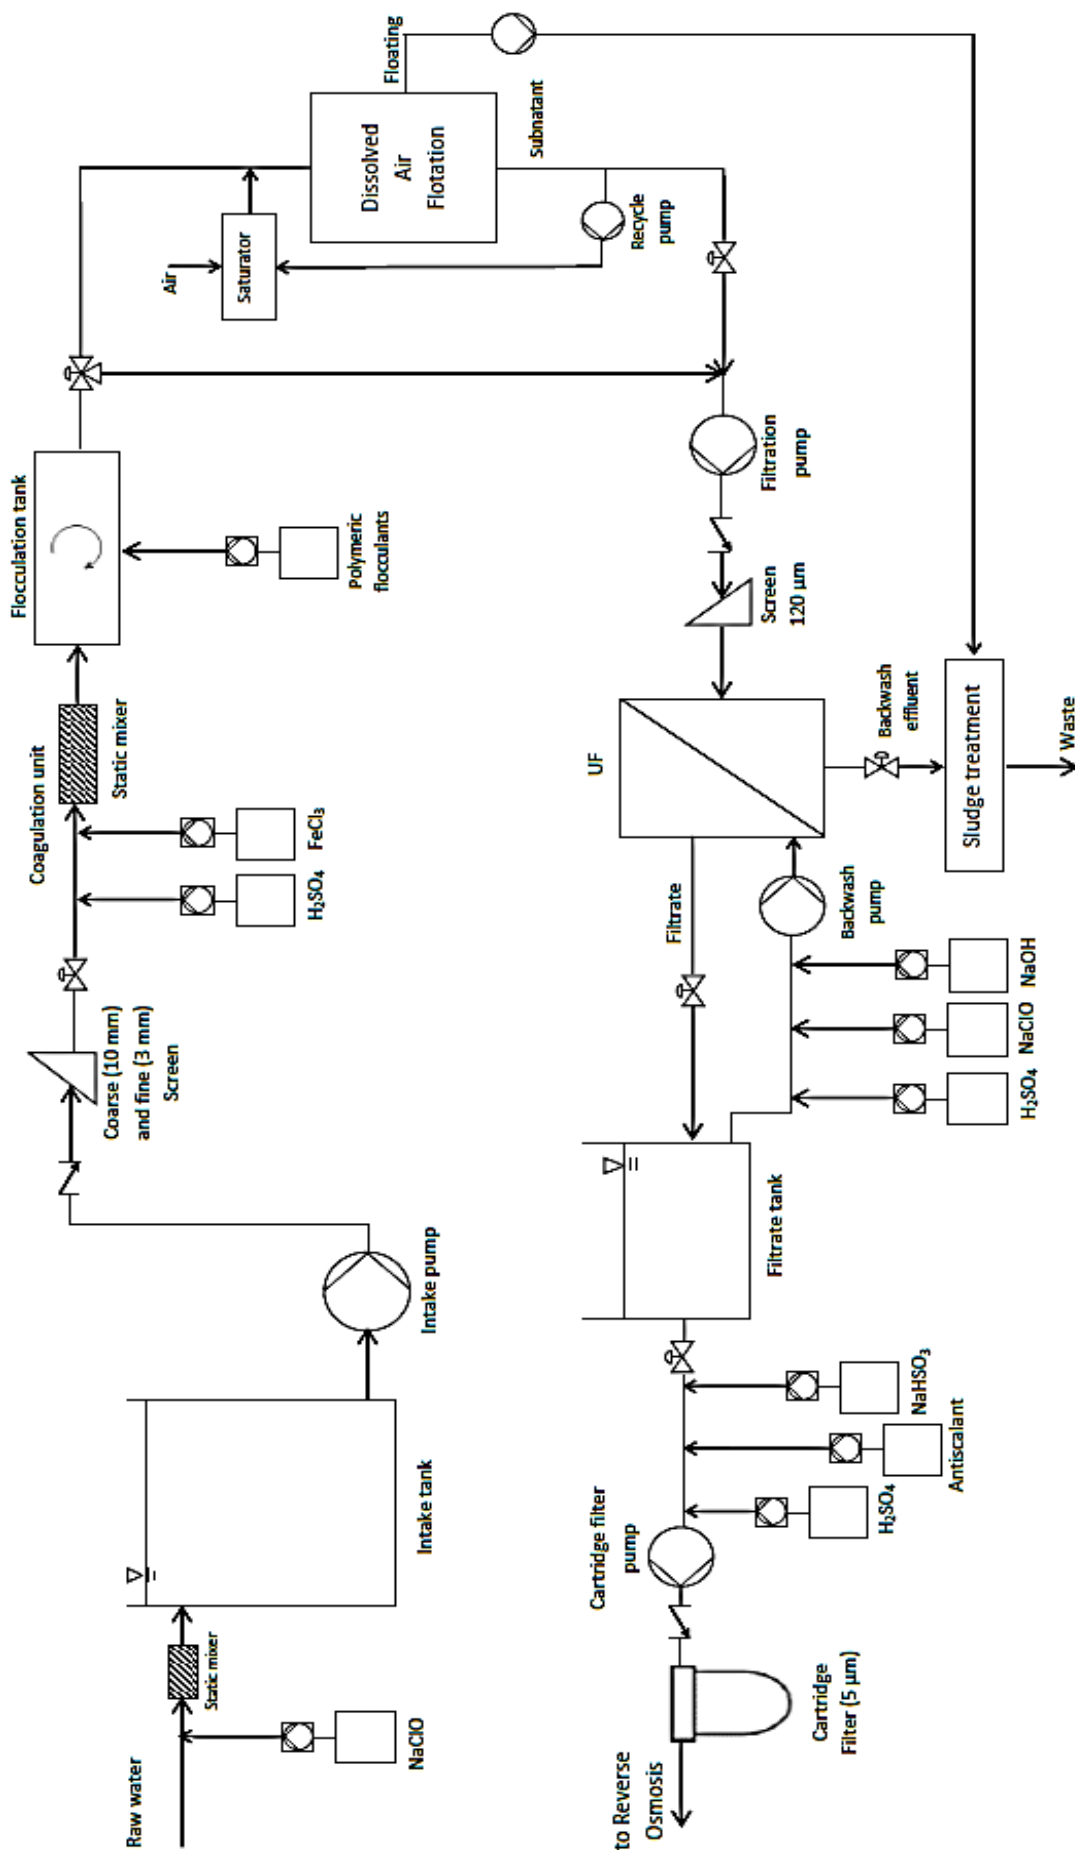 Raw water
NaClO
Static mixer
Intake tank
Intake pump
Coarse (10 mm)
and fine (3 mm)
Screen
H₂SO₄
FeCl₃
Coagulation unit
Static mixer
Flocculation tank
Polymeric
flocculants
Air
Saturator
Dissolved
Air
Flotation
Floating
Subnatant
Recycle
pump
Filtration
pump
Screen
120 µm
UF
Filtrate
Backwash
pump
Backwash
effluent
Sludge treatment
Waste
NaOH
NaClO
H₂SO₄
Filtrate tank
NaHSO₃
Antiscalant
H₂SO₄
Cartridge filter
pump
Cartridge
Filter (5 µm)
to Reverse
Osmosis